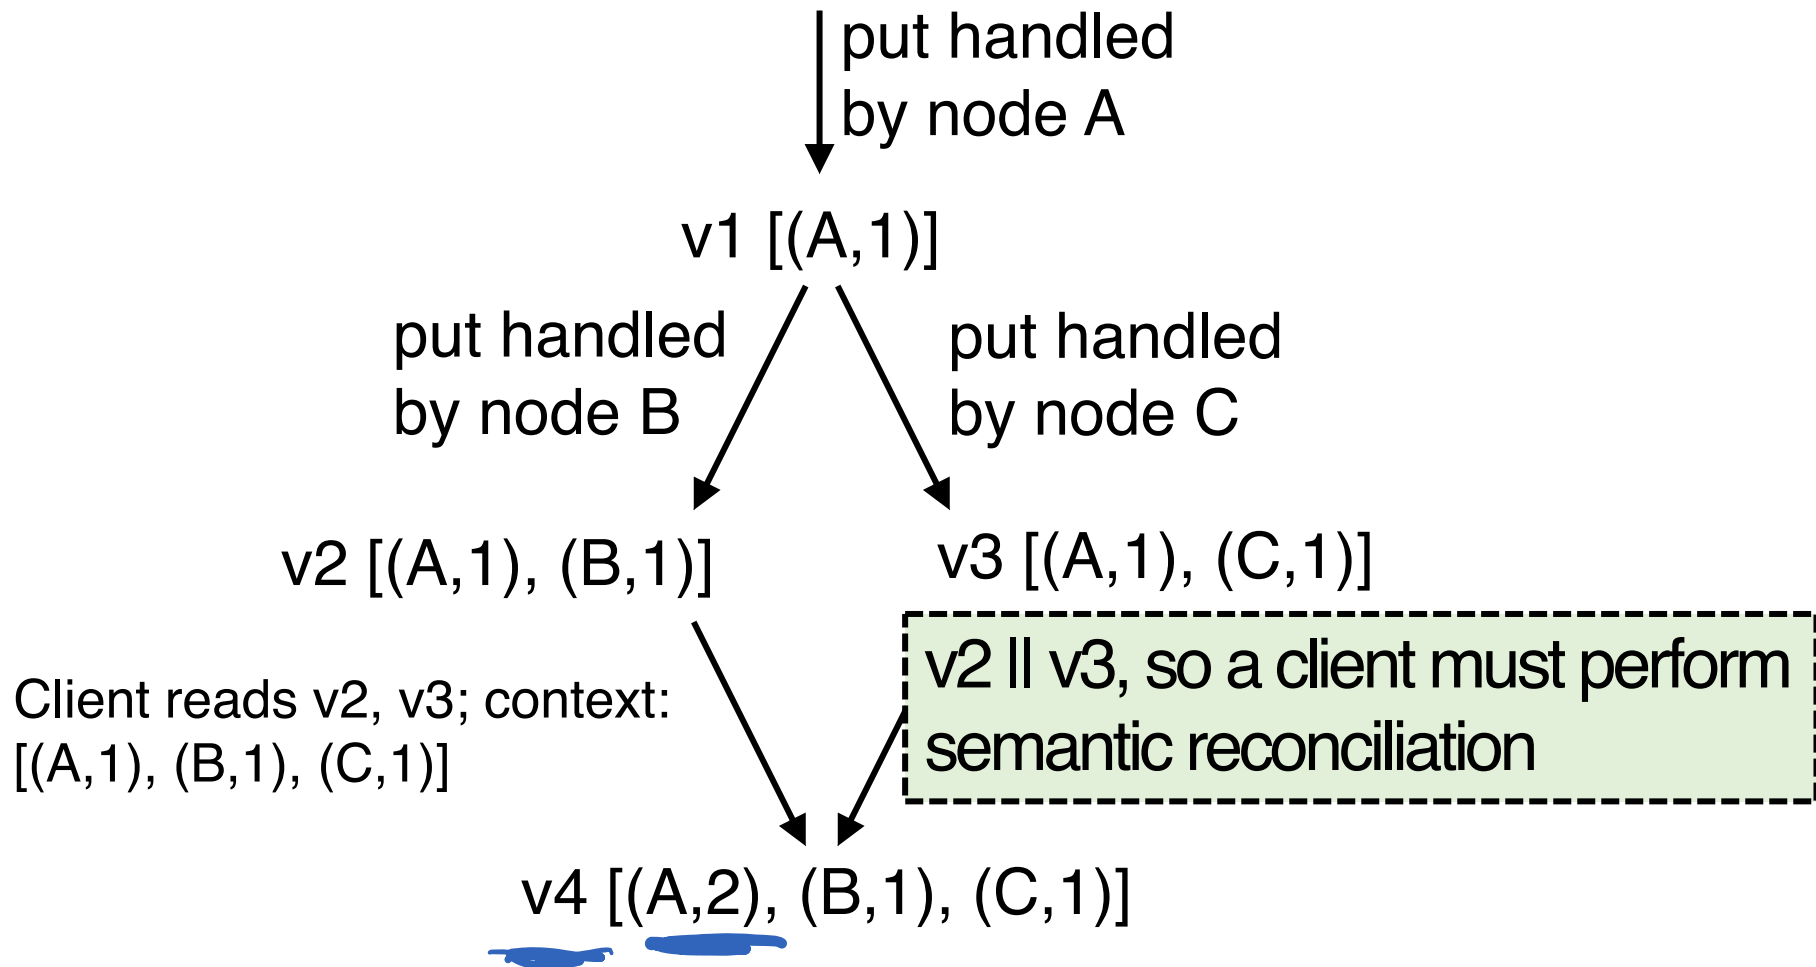 put handled
by node A
v1 [(A,1)]
put handled
by node B
put handled
by node C
v2 [(A,1), (B,1)]
v3 [(A,1), (C,1)]
v2 || v3, so a client must perform
semantic reconciliation
Client reads v2, v3; context:
[(A,1), (B,1), (C,1)]
v4 [(A,2), (B,1), (C,1)]